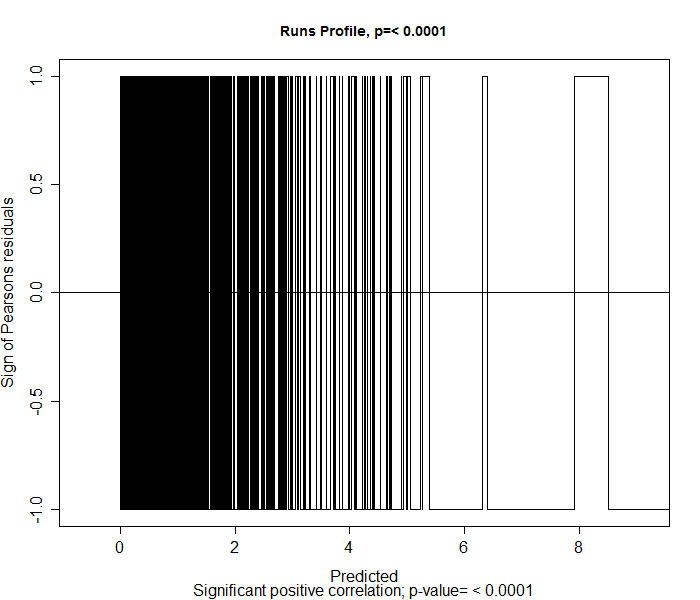 Runs Profile, p=< 0.0001
1.0
0.5
0.0
-0.5
-1.0
Sign of Pearsons residuals
0 2 4 6 8
Predicted
Significant positive correlation; p-value= < 0.0001